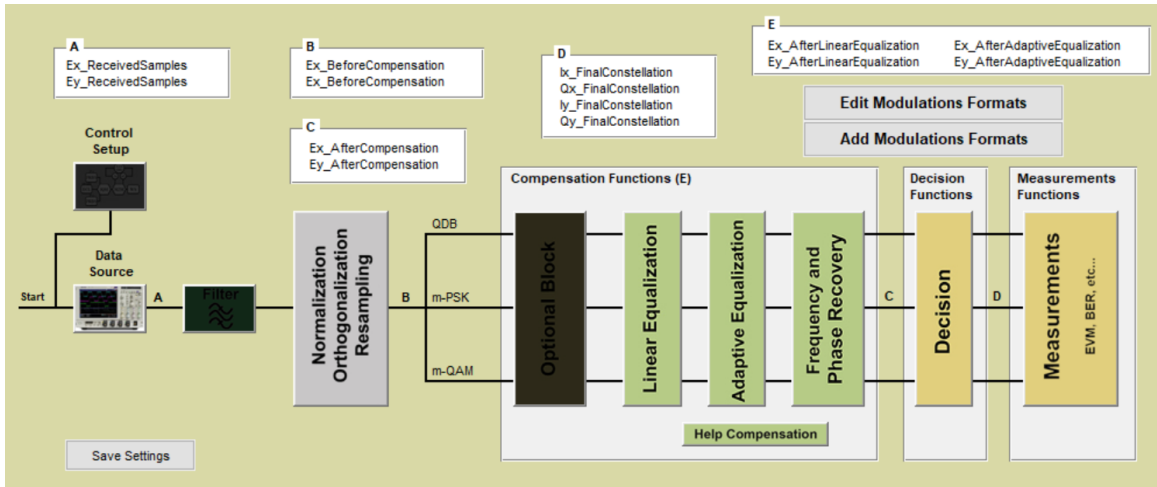 A
Ex_ReceivedSamples
Ey_ReceivedSamples
B
Ex_BeforeCompensation
Ex_BeforeCompensation
C
Ex_AfterCompensation
Ey_AfterCompensation
D
Ix_FinalConstellation
Qx_FinalConstellation
Iy_FinalConstellation
Qy_FinalConstellation
E
Ex_AfterLinearEqualization Ex_AfterAdaptiveEqualization
Ey_AfterLinearEqualization Ey_AfterAdaptiveEqualization
Edit Modulations Formats
Add Modulations Formats
Control
Setup
Data
Source
Start
A
Filter
Normalization
Orthogonalization
Resampling
B
QDB
m-PSK
m-QAM
Compensation Functions (E)
Optional Block
Linear Equalization
Adaptive Equalization
Frequency and
Phase Recovery
Help Compensation
C
Decision
Functions
Decision
D
Measurements
Functions
Measurements
EVM, BER, etc...
Save Settings